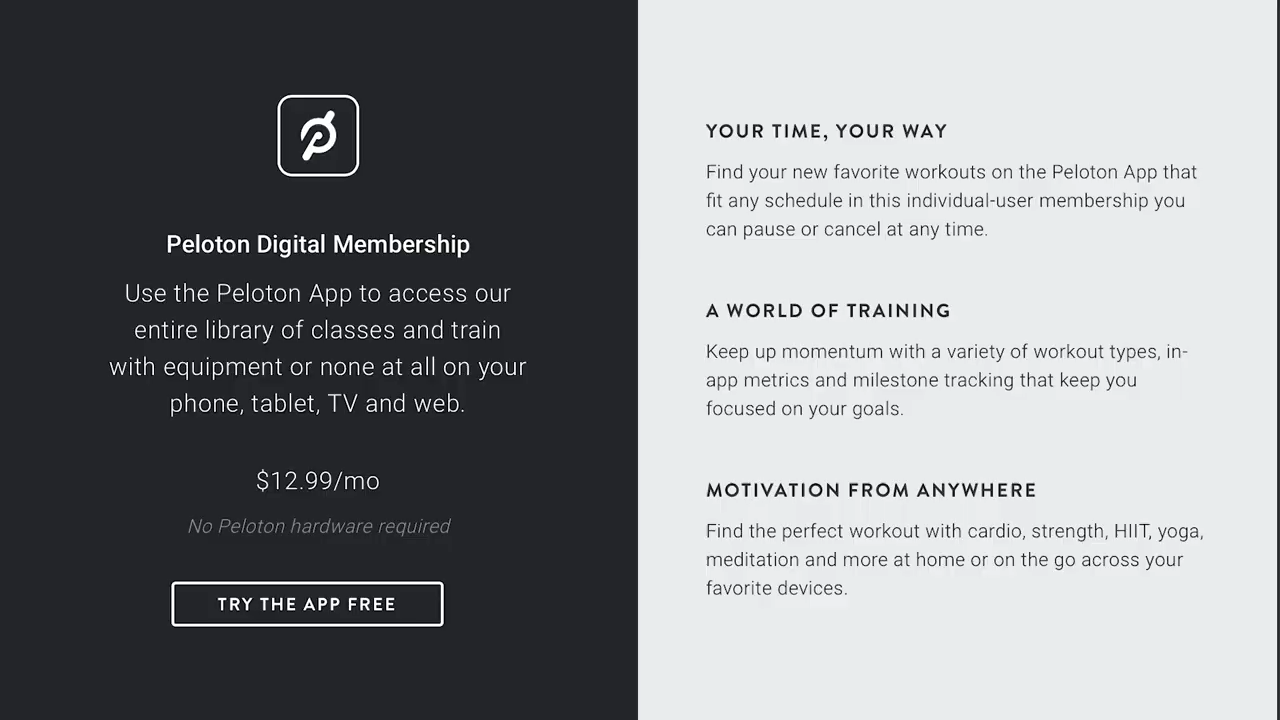 Peloton Digital Membership
Use the Peloton App to access our
entire library of classes and train
with equipment or none at all on your
phone, tablet, TV and web.
$12.99/mo
No Peloton hardware required
TRY THE APP FREE
YOUR TIME, YOUR WAY
Find your new favorite workouts on the Peloton App that
fit any schedule in this individual-user membership you
can pause or cancel at any time.
A WORLD OF TRAINING
Keep up momentum with a variety of workout types, in-
app metrics and milestone tracking that keep you
focused on your goals.
MOTIVATION FROM ANYWHERE
Find the perfect workout with cardio, strength, HIIT, yoga,
meditation and more at home or on the go across your
favorite devices.